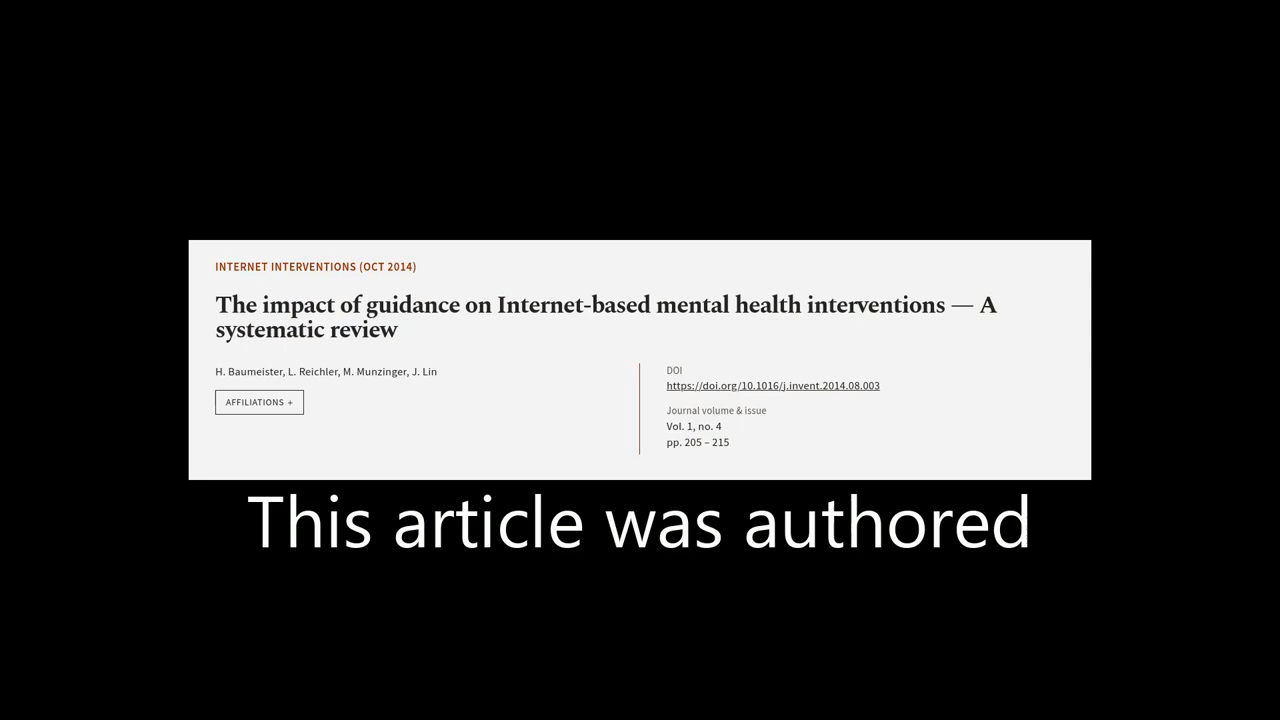 INTERNET INTERVENTIONS (OCT 2014)
The impact of guidance on Internet-based mental health interventions — A
systematic review
H. Baumeister, L. Reichler, M. Munzinger, J. Lin
AFFILIATIONS +
DOI
https://doi.org/10.1016/j.invent.2014.08.003
Journal volume & issue
Vol. 1, no. 4
pp. 205 – 215
This article was authored